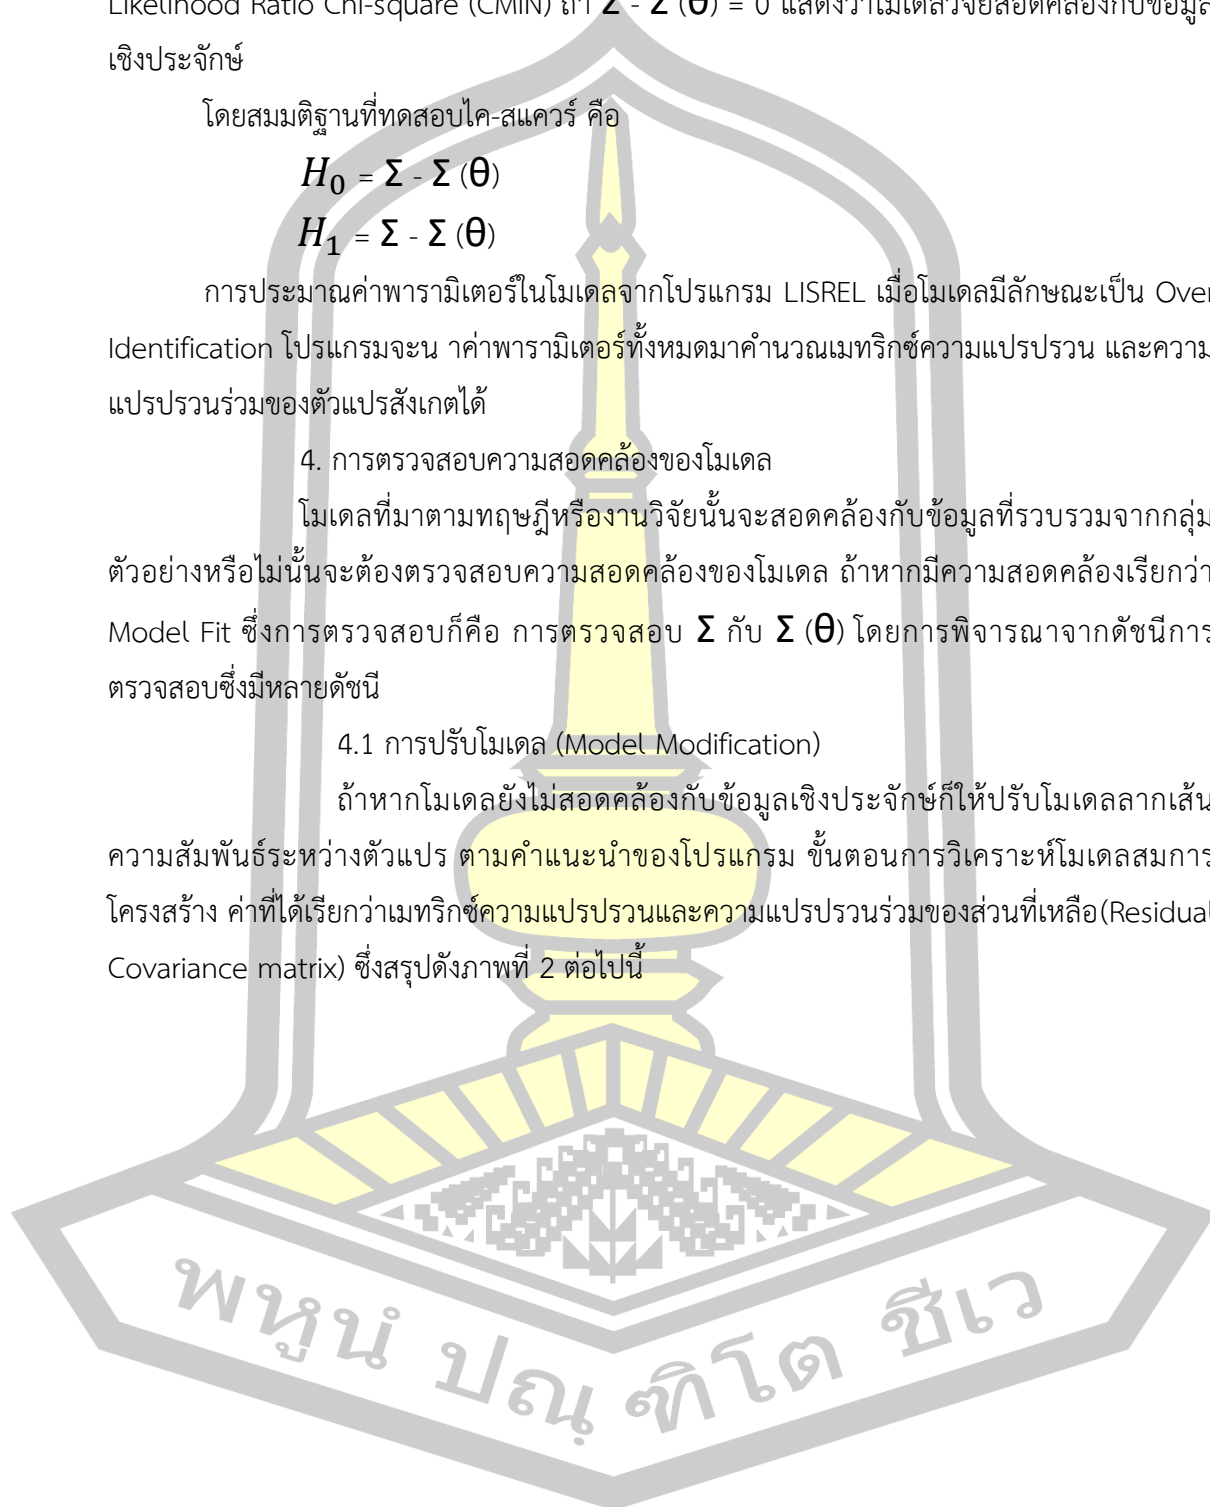 Likelihood Ratio Chi-square (CMIN) ถ้า Σ - Σ (θ) = 0 แสดงว่าโมเดลวิจัยสอดคล้องกับข้อมูล
เชิงประจักษ์
โดยสมมติฐานที่ทดสอบไค-สแควร์ คือ
H₀ = Σ - Σ (θ)
H₁ = Σ - Σ (θ)
การประมาณค่าพารามิเตอร์ในโมเดลจากโปรแกรม LISREL เมื่อโมเดลมีลักษณะเป็น Over
Identification โปรแกรมจะน าค่าพารามิเตอร์ทั้งหมดมาคำนวณเมทริกซ์ความแปรปรวน และความ
แปรปรวนร่วมของตัวแปรสังเกตได้
4. การตรวจสอบความสอดคล้องของโมเดล
โมเดลที่มาตามทฤษฎีหรืองานวิจัยนั้นจะสอดคล้องกับข้อมูลที่รวบรวมจากกลุ่ม
ตัวอย่างหรือไม่นั้นจะต้องตรวจสอบความสอดคล้องของโมเดล ถ้าหากมีความสอดคล้องเรียกว่า
Model Fit ซึ่งการตรวจสอบก็คือ การตรวจสอบ Σ กับ Σ (θ) โดยการพิจารณาจากดัชนีการ
ตรวจสอบซึ่งมีหลายดัชนี
4.1 การปรับโมเดล (Model Modification)
ถ้าหากโมเดลยังไม่สอดคล้องกับข้อมูลเชิงประจักษ์ก็ให้ปรับโมเดลลากเส้น
ความสัมพันธ์ระหว่างตัวแปร ตามคำแนะนำของโปรแกรม ขั้นตอนการวิเคราะห์โมเดลสมการ
โครงสร้าง ค่าที่ได้เรียกว่าเมทริกซ์ความแปรปรวนและความแปรปรวนร่วมของส่วนที่เหลือ(Residual
Covariance matrix) ซึ่งสรุปดังภาพที่ 2 ต่อไปนี้
พหูนํ ปณฺฑิโต ชีเว